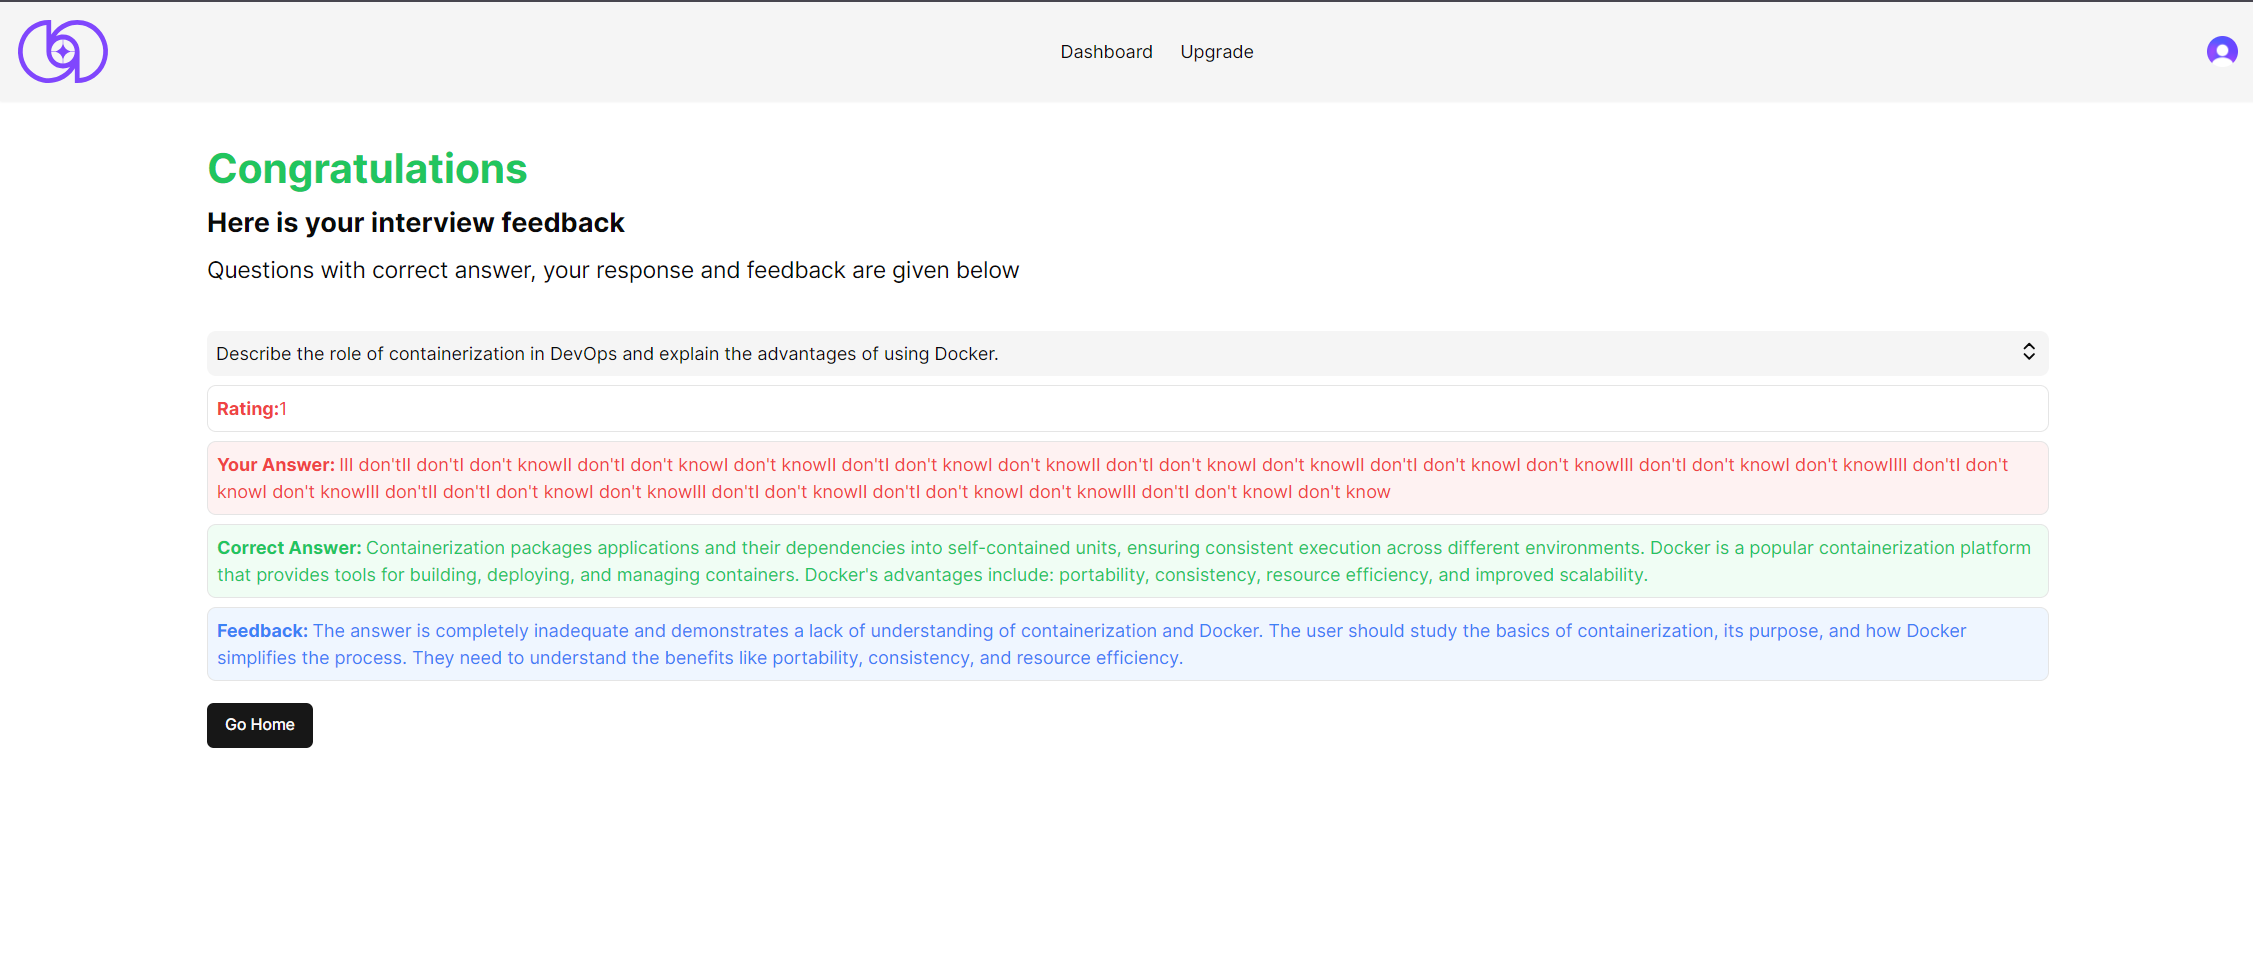 Dashboard Upgrade
Congratulations
Here is your interview feedback
Questions with correct answer, your response and feedback are given below
Describe the role of containerization in DevOps and explain the advantages of using Docker.
Rating:1
Your Answer: III don'tII don'tI don't knowII don'tI don't knowI don't knowII don'tI don't knowI don't knowII don'tI don't knowI don't knowII don'tI don't knowI don't knowIII don'tI don't knowI don't knowIIII don'tI don't
knowI don't knowIII don'tII don'tI don't knowI don't knowIII don'tI don't knowII don'tI don't knowI don't knowIII don'tI don't knowI don't know
Correct Answer: Containerization packages applications and their dependencies into self-contained units, ensuring consistent execution across different environments. Docker is a popular containerization platform
that provides tools for building, deploying, and managing containers. Docker's advantages include: portability, consistency, resource efficiency, and improved scalability.
Feedback: The answer is completely inadequate and demonstrates a lack of understanding of containerization and Docker. The user should study the basics of containerization, its purpose, and how Docker
simplifies the process. They need to understand the benefits like portability, consistency, and resource efficiency.
Go Home